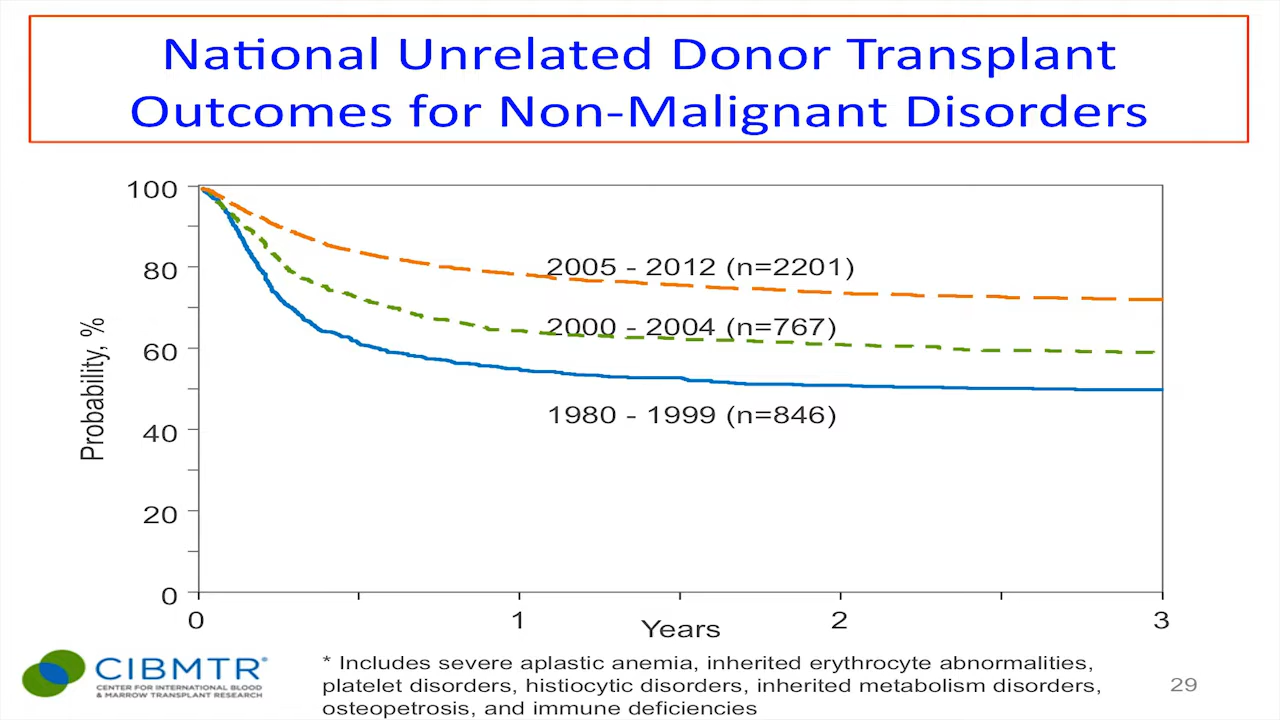 National Unrelated Donor Transplant
Outcomes for Non-Malignant Disorders
100
80
60
40
20
0
Probability, %
2005 - 2012 (n=2201)
2000 - 2004 (n=767)
1980 - 1999 (n=846)
0 1 2 3
Years
CIBMTR®
CENTER FOR INTERNATIONAL BLOOD
& MARROW TRANSPLANT RESEARCH
* Includes severe aplastic anemia, inherited erythrocyte abnormalities,
platelet disorders, histiocytic disorders, inherited metabolism disorders,
osteopetrosis, and immune deficiencies
29